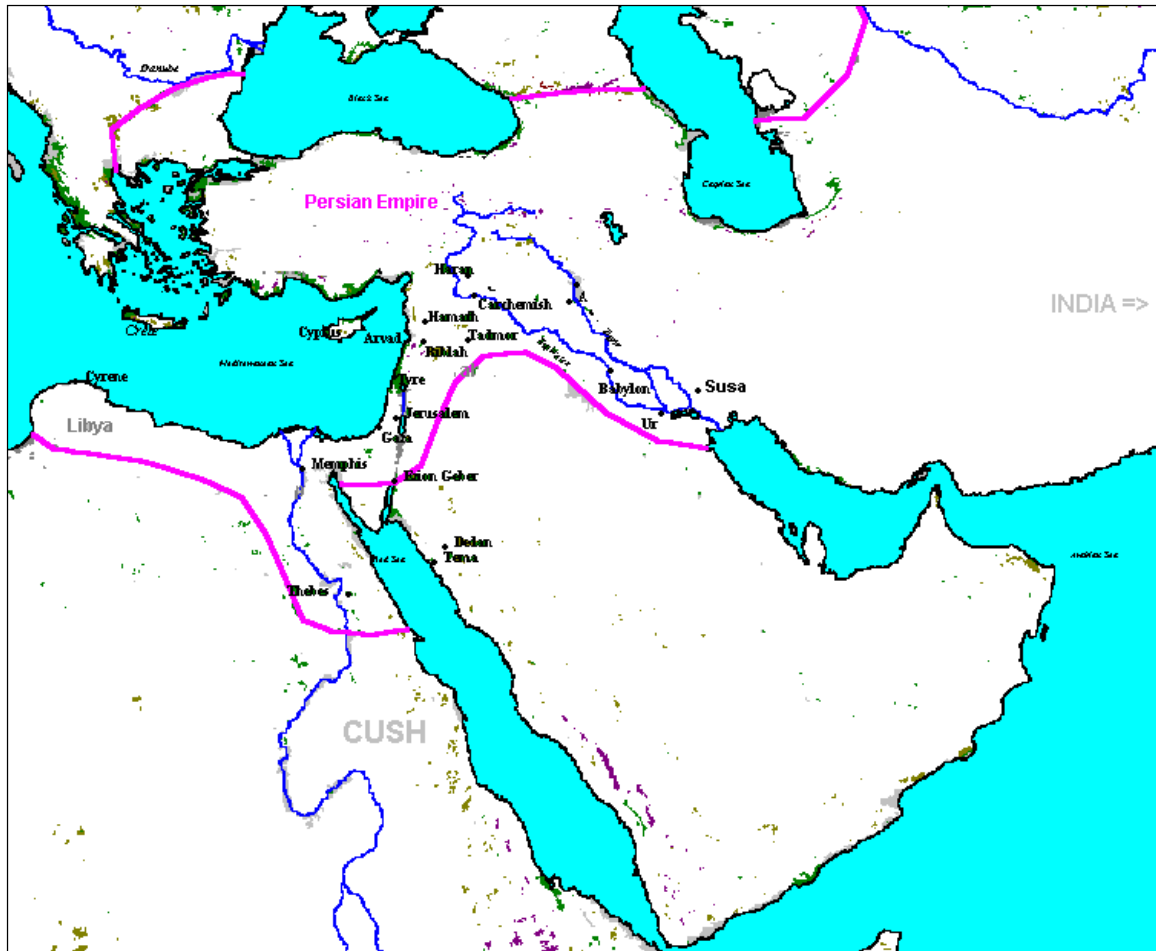 Danube
Black Sea
Caspian Sea
Persian Empire
Haran
Carchemish
A
INDIA =>
Hamath
Crete
Cyprus
Arvad
Tadmor
Riblah
Mediterranean Sea
Tyre
Cyrene
Babylon
Susa
Jerusalem
Ur
Libya
Gaza
Memphis
Ezion Geber
Dedan
Tema
Red Sea
Arabian Sea
Thebes
CUSH